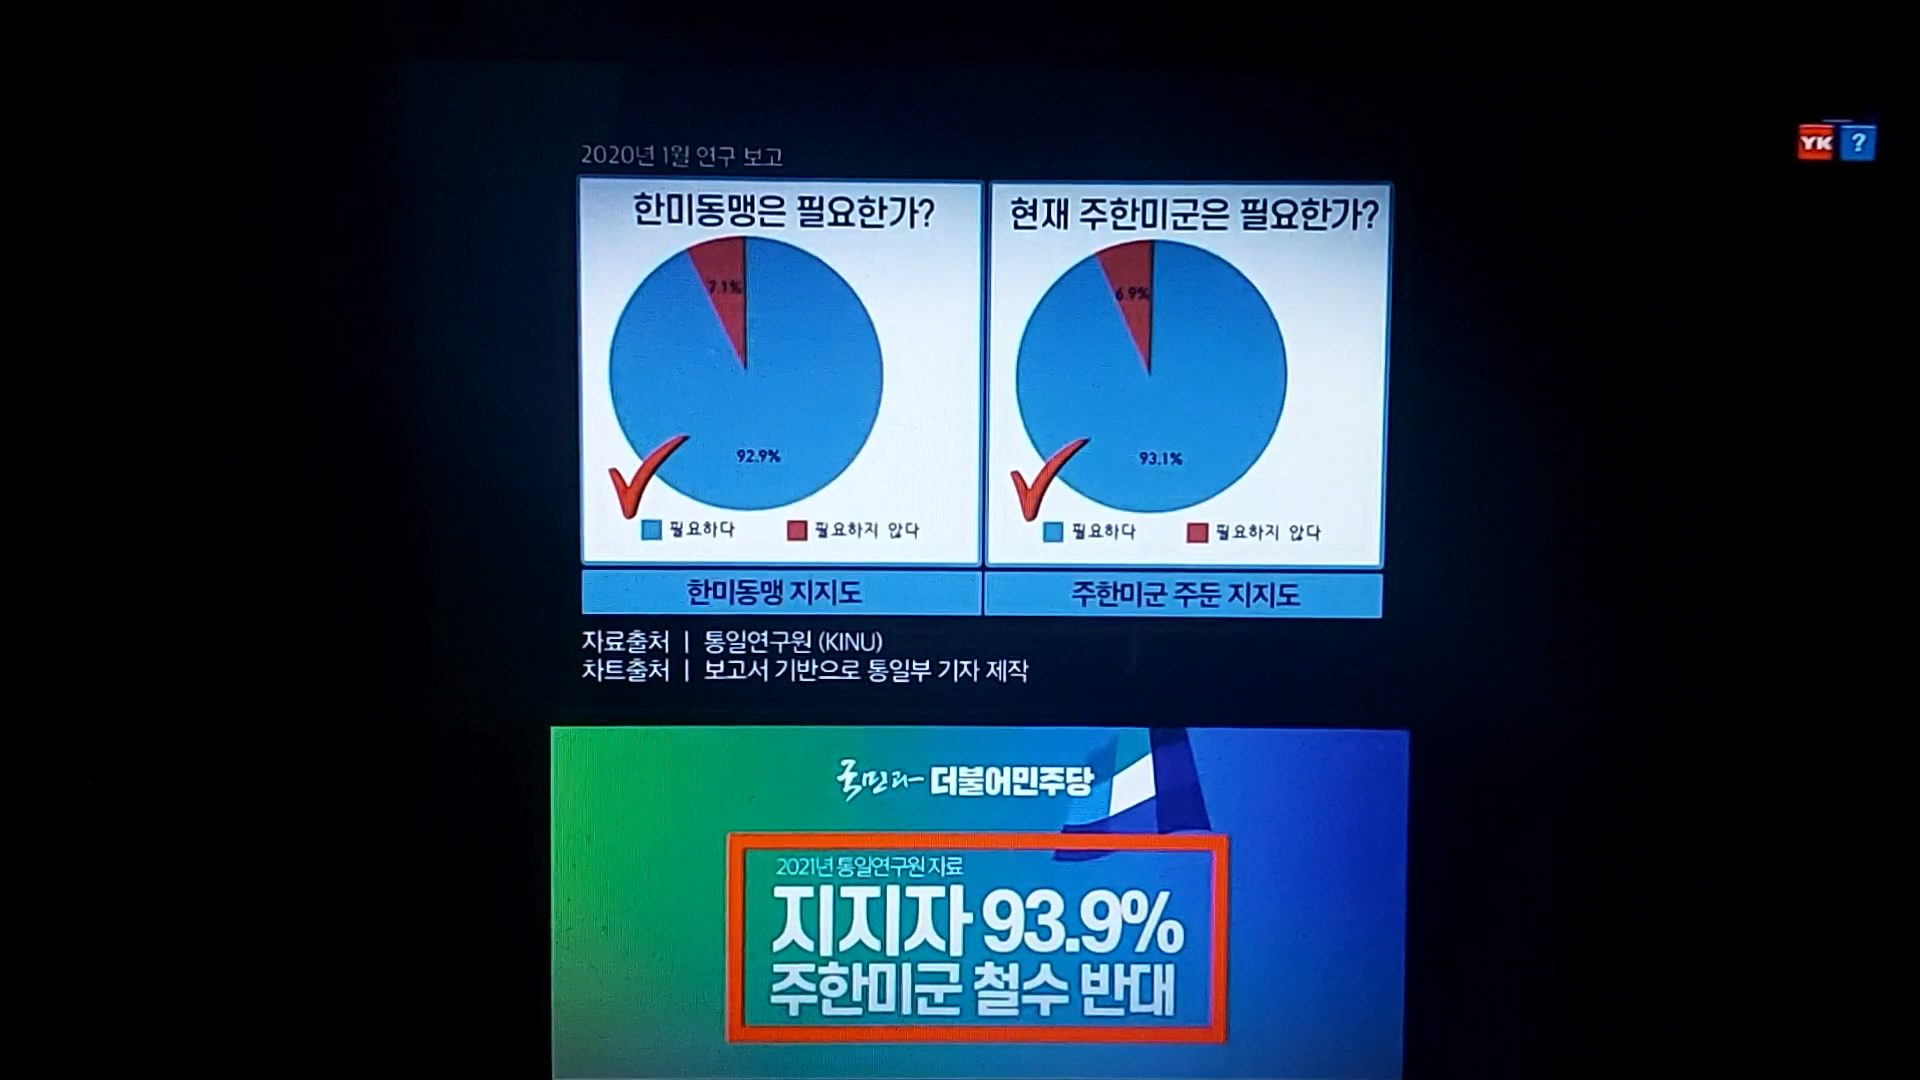 2020년 1월 연구 보고
YK ?
한미동맹은 필요한가?
7.1%
92.9%
필요하다 필요하지 않다
한미동맹 지지도
현재 주한미군은 필요한가?
6.9%
93.1%
필요하다 필요하지 않다
주한미군 주둔 지지도
자료출처 | 통일연구원 (KINU)
차트출처 | 보고서 기반으로 통일부 기자 제작
국민과 더불어민주당
2021년 통일연구원 자료
지지자 93.9%
주한미군 철수 반대